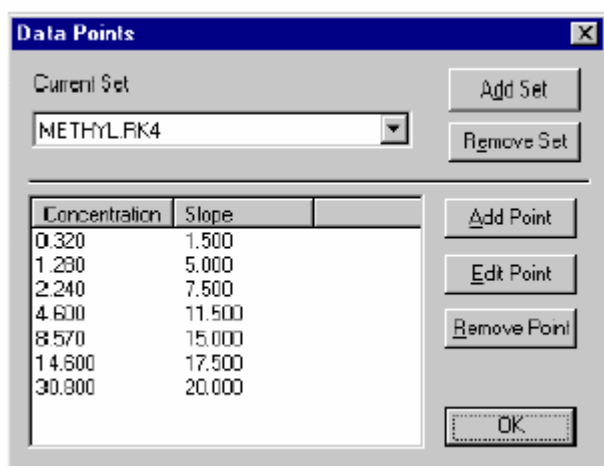 Data Points
Current Set
Add Set
METHYL.RK4
Remove Set
Concentration Slope
Add Point
0.320 1.500
1.280 5.000
2.240 7.500
Edit Point
4.600 11.500
8.570 15.000
Remove Point
14.600 17.500
30.800 20.000
OK